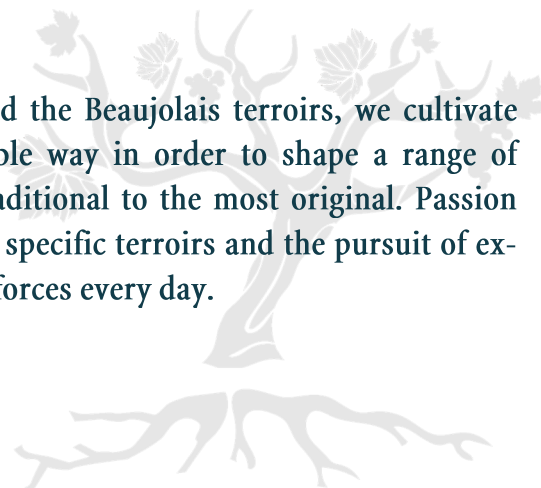 d the Beaujolais terroirs, we cultivate
ble way in order to shape a range of
aditional to the most original. Passion
specific terroirs and the pursuit of ex-
forces every day.